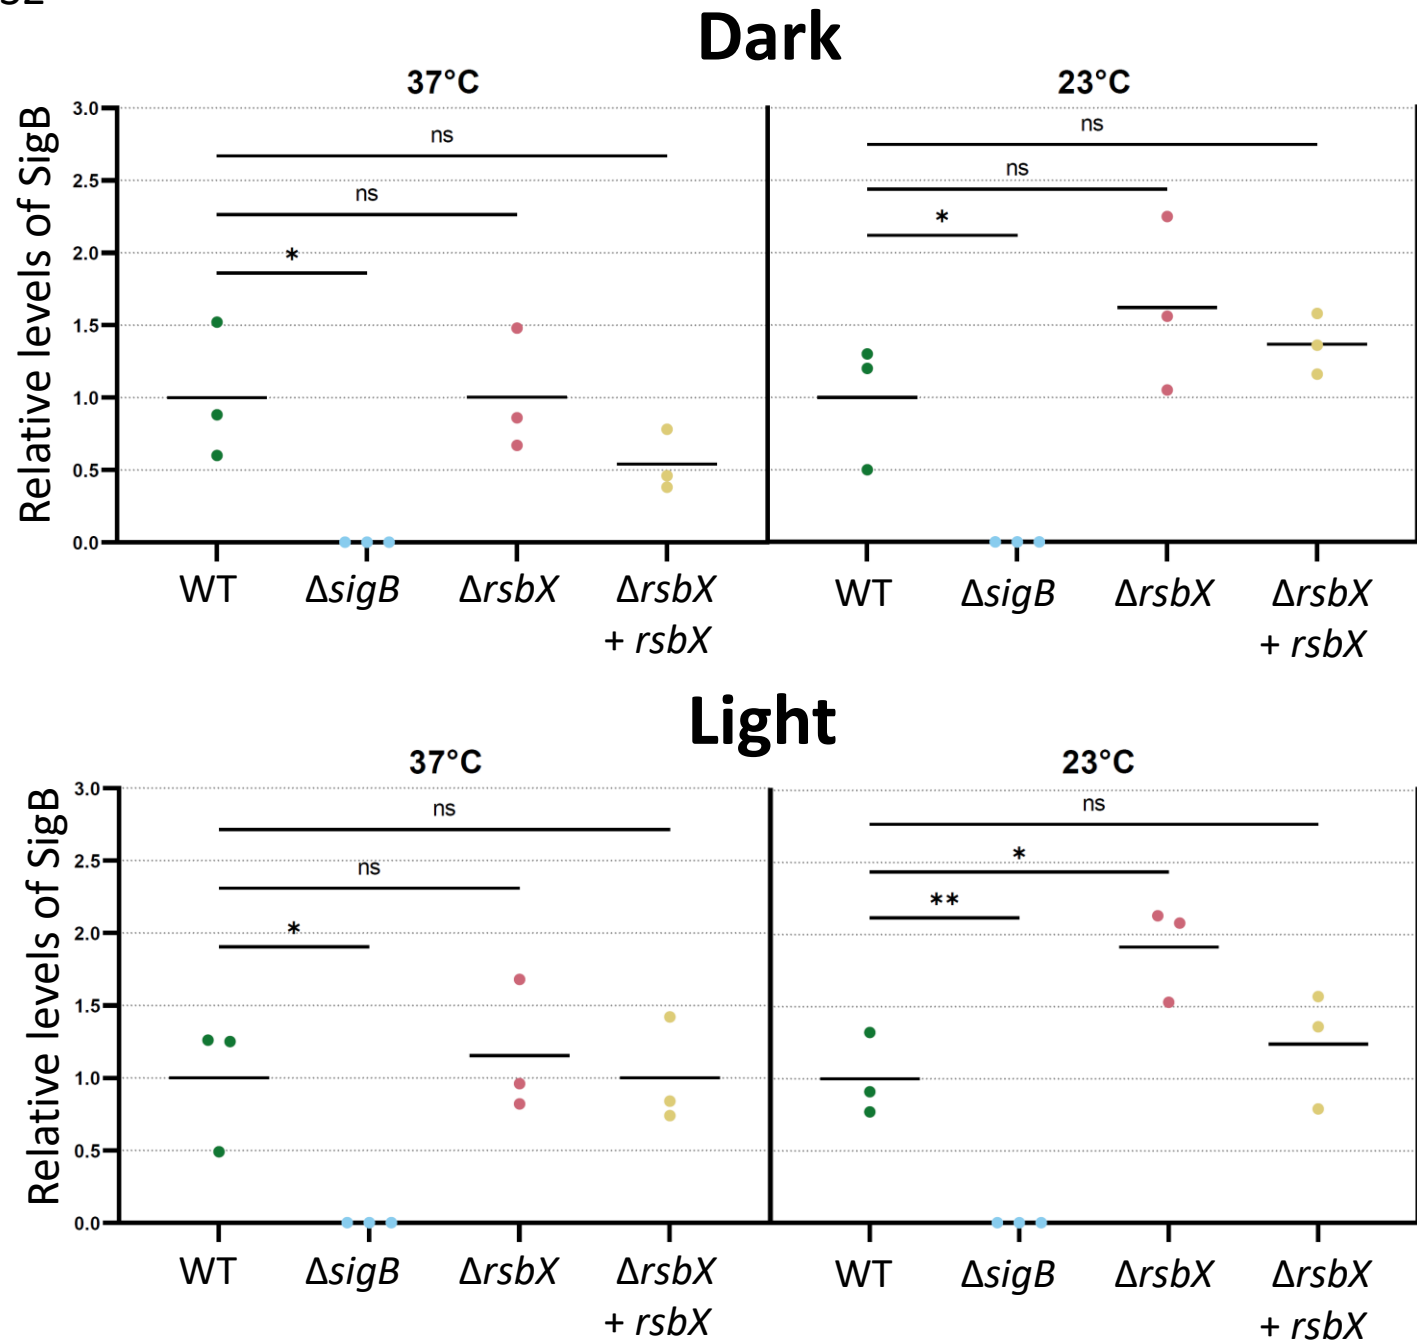 Dark
37°C
23°C
Relative levels of SigB
3.0
2.5
2.0
1.5
1.0
0.5
0.0
ns
ns
*
ns
ns
*
WT
ΔsigB
ΔrsbX
ΔrsbX
+ rsbX
WT
ΔsigB
ΔrsbX
ΔrsbX
+ rsbX
Light
37°C
23°C
Relative levels of SigB
3.0
2.5
2.0
1.5
1.0
0.5
0.0
ns
ns
*
ns
*
**
WT
ΔsigB
ΔrsbX
ΔrsbX
+ rsbX
WT
ΔsigB
ΔrsbX
ΔrsbX
+ rsbX